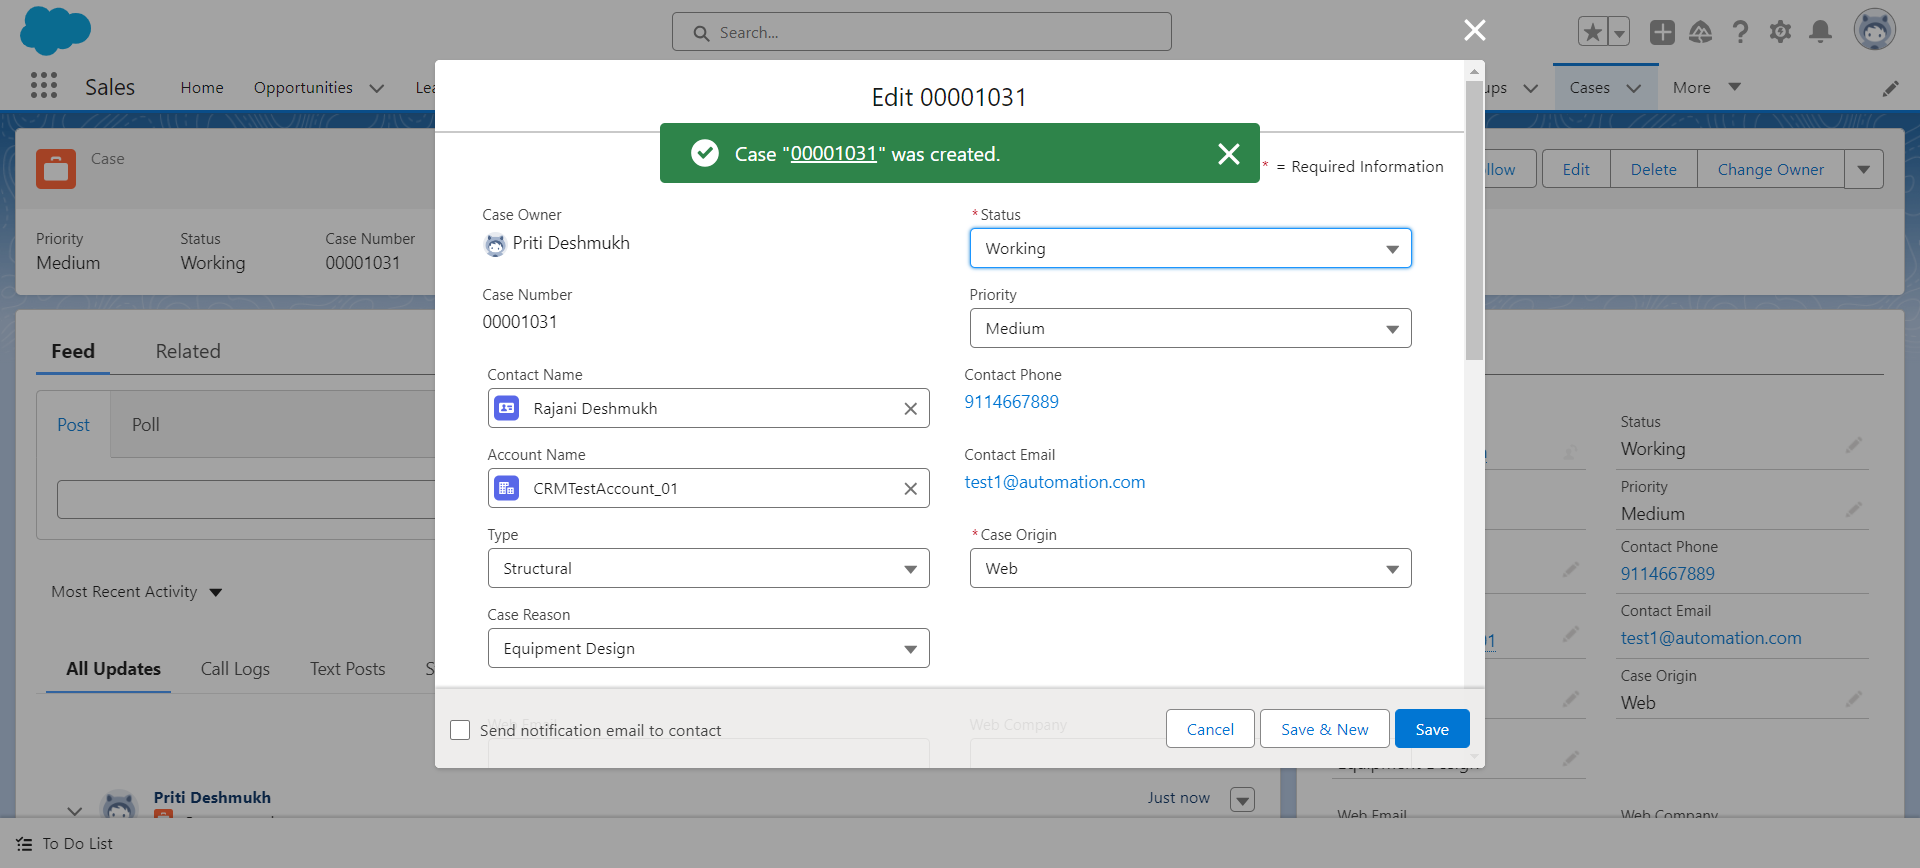 Search...
Sales
Home
Opportunities
Cases
More
Edit 00001031
Case "00001031" was created.
* = Required Information
Case
Edit
Delete
Change Owner
Priority
Medium
Status
Working
Case Number
00001031
Case Owner
Priti Deshmukh
*Status
Working
Case Number
00001031
Priority
Medium
Contact Name
Rajani Deshmukh
Contact Phone
9114667889
Account Name
CRMTestAccount_01
Contact Email
test1@automation.com
Type
Structural
*Case Origin
Web
Case Reason
Equipment Design
Web Email
Web Company
Send notification email to contact
Cancel
Save & New
Save
Feed
Related
Post
Poll
Most Recent Activity
All Updates
Call Logs
Text Posts
Priti Deshmukh
Just now
Status
Working
Priority
Medium
Contact Phone
9114667889
Contact Email
test1@automation.com
Case Origin
Web
Web Email
Web Company
To Do List